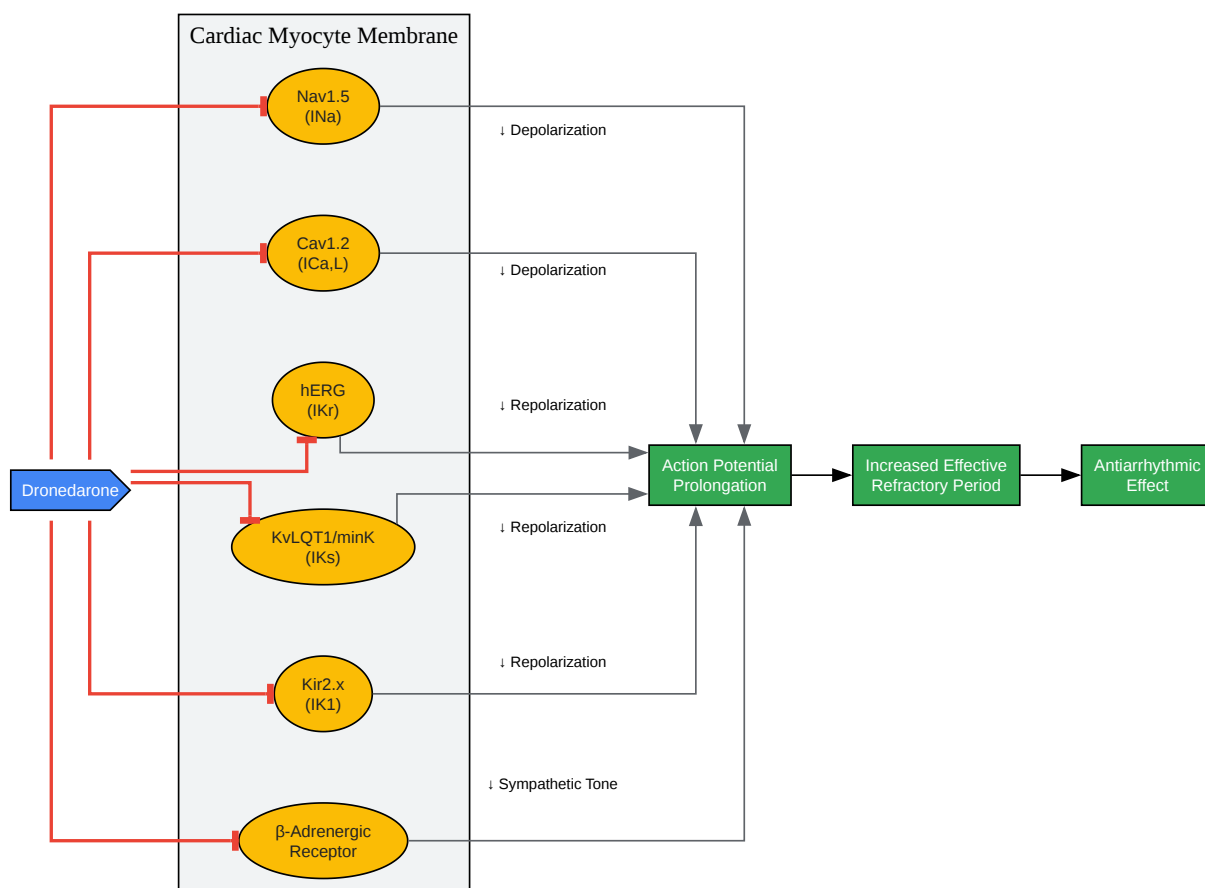 Cardiac Myocyte Membrane
Nav1.5
(INa)
↓ Depolarization
Cav1.2
(ICa,L)
↓ Depolarization
hERG
(IKr)
↓ Repolarization
Dronedarone
Action Potential
Prolongation
Increased Effective
Refractory Period
Antiarrhythmic
Effect
KvLQT1/minK
(IKs)
↓ Repolarization
Kir2.x
(IK1)
↓ Repolarization
↓ Sympathetic Tone
β-Adrenergic
Receptor